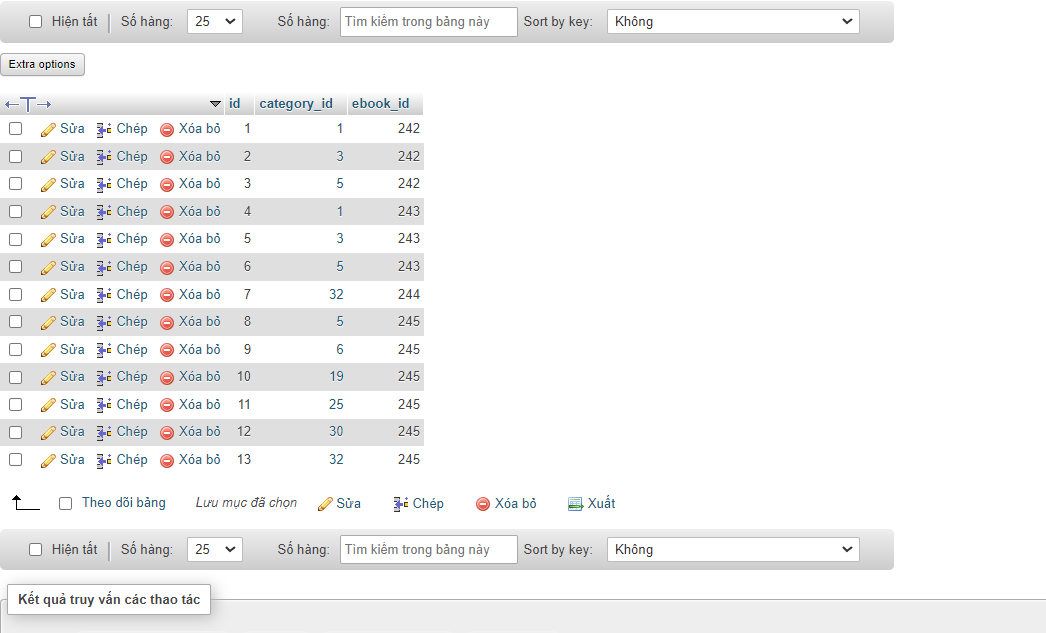 Hiện tất Số hàng: 25 Số hàng: Tìm kiếm trong bảng này Sort by key: Không
Extra options
←T→ id category_id ebook_id
Sửa Chép Xóa bỏ 1 1 242
Sửa Chép Xóa bỏ 2 3 242
Sửa Chép Xóa bỏ 3 5 242
Sửa Chép Xóa bỏ 4 1 243
Sửa Chép Xóa bỏ 5 3 243
Sửa Chép Xóa bỏ 6 5 243
Sửa Chép Xóa bỏ 7 32 244
Sửa Chép Xóa bỏ 8 5 245
Sửa Chép Xóa bỏ 9 6 245
Sửa Chép Xóa bỏ 10 19 245
Sửa Chép Xóa bỏ 11 25 245
Sửa Chép Xóa bỏ 12 30 245
Sửa Chép Xóa bỏ 13 32 245
Theo dõi bảng Lưu mục đã chọn Sửa Chép Xóa bỏ Xuất
Hiện tất Số hàng: 25 Số hàng: Tìm kiếm trong bảng này Sort by key: Không
Kết quả truy vấn các thao tác